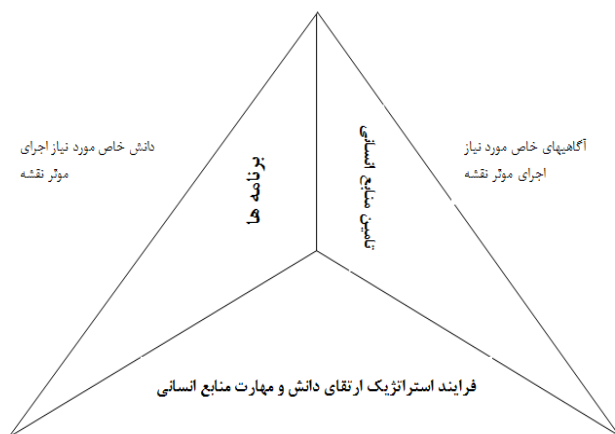 آگاهیهای خاص مورد نیاز
اجرای موثر نقشه
دانش خاص مورد نیاز اجرای
موثر نقشه
تامین منابع انسانی
برنامه ها
فرایند استراتژیک ارتقای دانش و مهارت منابع انسانی